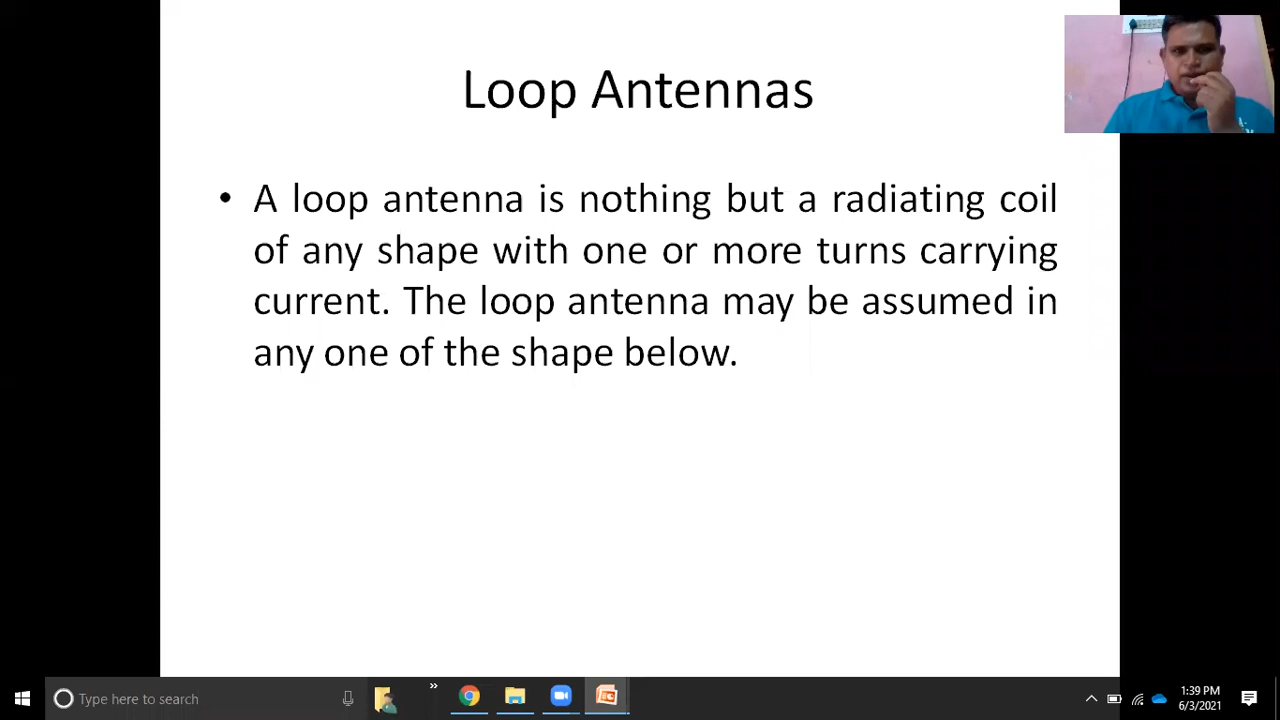 Loop Antennas
• A loop antenna is nothing but a radiating coil
of any shape with one or more turns carrying
current. The loop antenna may be assumed in
any one of the shape below.
Type here to search
»
1:39 PM
6/3/2021